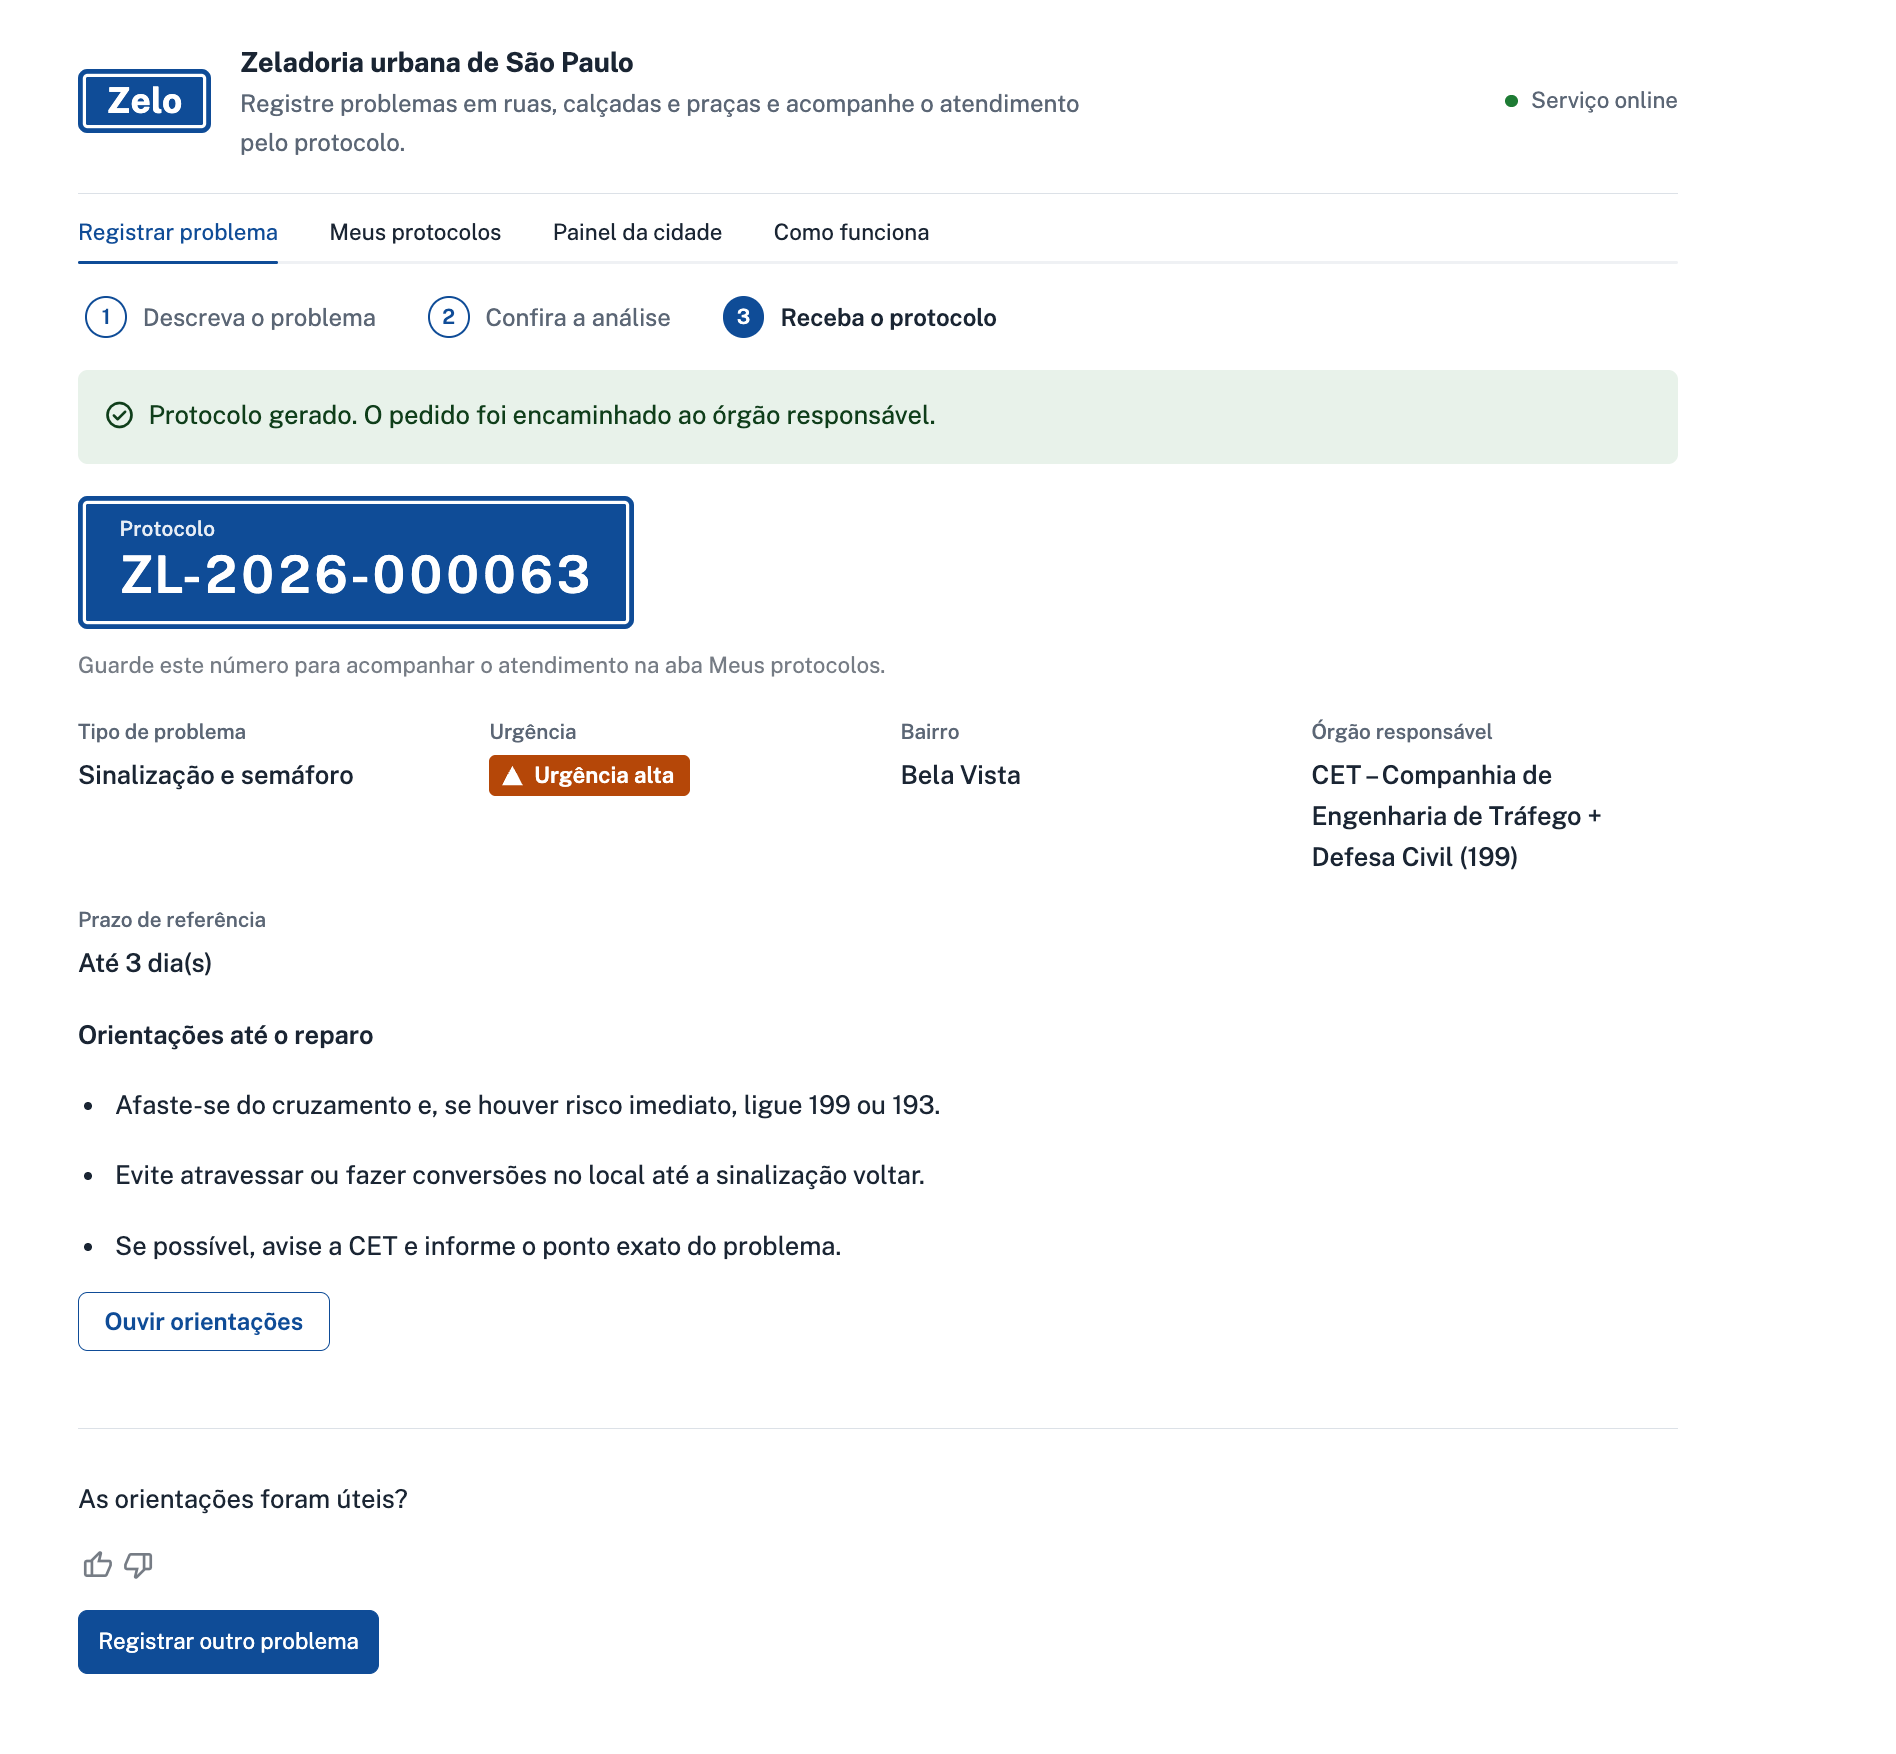 Zelo
Zeladoria urbana de São Paulo
Registre problemas em ruas, calçadas e praças e acompanhe o atendimento
pelo protocolo.
Serviço online
Registrar problema
Meus protocolos
Painel da cidade
Como funciona
1 Descreva o problema
2 Confira a análise
3 Receba o protocolo
Protocolo gerado. O pedido foi encaminhado ao órgão responsável.
Protocolo
ZL-2026-000063
Guarde este número para acompanhar o atendimento na aba Meus protocolos.
Tipo de problema
Sinalização e semáforo
Urgência
Urgência alta
Bairro
Bela Vista
Órgão responsável
CET – Companhia de
Engenharia de Tráfego +
Defesa Civil (199)
Prazo de referência
Até 3 dia(s)
Orientações até o reparo
• Afaste-se do cruzamento e, se houver risco imediato, ligue 199 ou 193.
• Evite atravessar ou fazer conversões no local até a sinalização voltar.
• Se possível, avise a CET e informe o ponto exato do problema.
Ouvir orientações
As orientações foram úteis?
Registrar outro problema